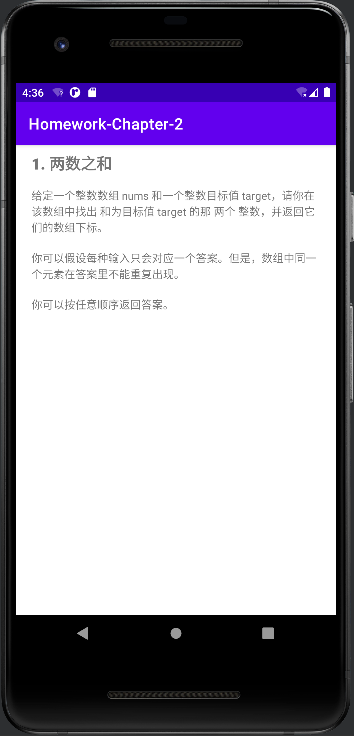 4:36
Homework-Chapter-2
1. 两数之和
给定一个整数数组 nums 和一个整数目标值 target，请你在
该数组中找出 和为目标值 target 的那 两个 整数，并返回它
们的数组下标。
你可以假设每种输入只会对应一个答案。但是，数组中同一
个元素在答案里不能重复出现。
你可以按任意顺序返回答案。